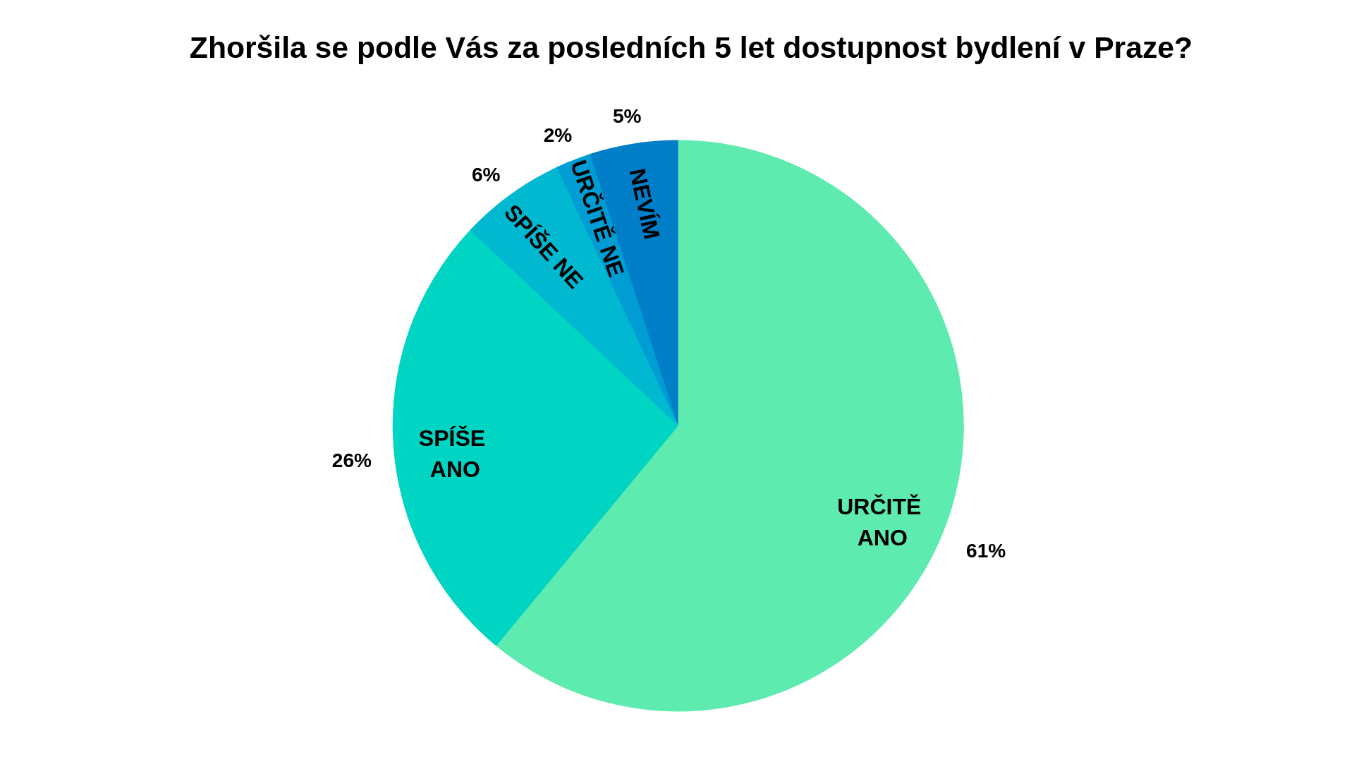 Zhoršila se podle Vás za posledních 5 let dostupnost bydlení v Praze?
5%
2%
6%
NEVÍM
URČITĚ NE
SPÍŠE NE
SPÍŠE
ANO
26%
URČITĚ
ANO
61%